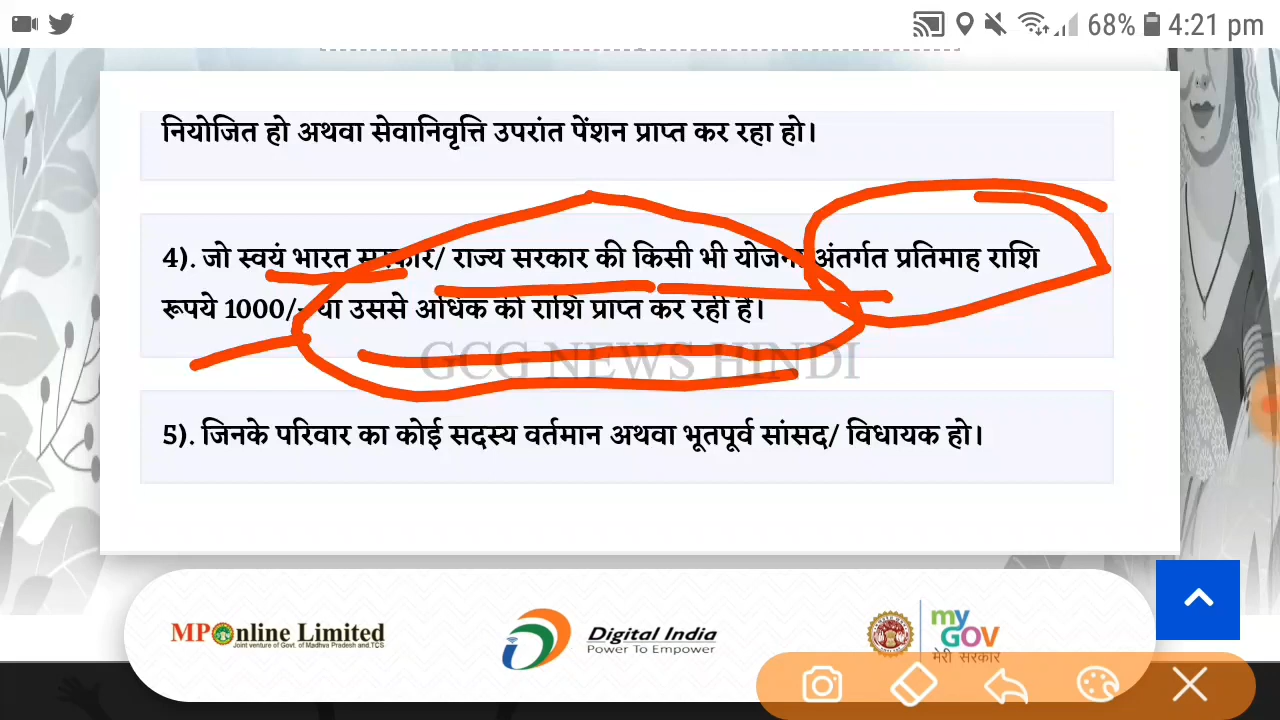 68% 4:21 pm
नियोजित हो अथवा सेवानिवृत्ति उपरांत पेंशन प्राप्त कर रहा हो।
4). जो स्वयं भारत सरकार/ राज्य सरकार की किसी भी योजना अंतर्गत प्रतिमाह राशि
रूपये 1000/- या उससे अधिक की राशि प्राप्त कर रही है।
GCG NEWS HINDI
5). जिनके परिवार का कोई सदस्य वर्तमान अथवा भूतपूर्व सांसद/ विधायक हो।
MPOnline Limited
Joint venture of Govt. of Madhya Pradesh and TCS
Digital India
Power To Empower
my
GOV
मेरी सरकार